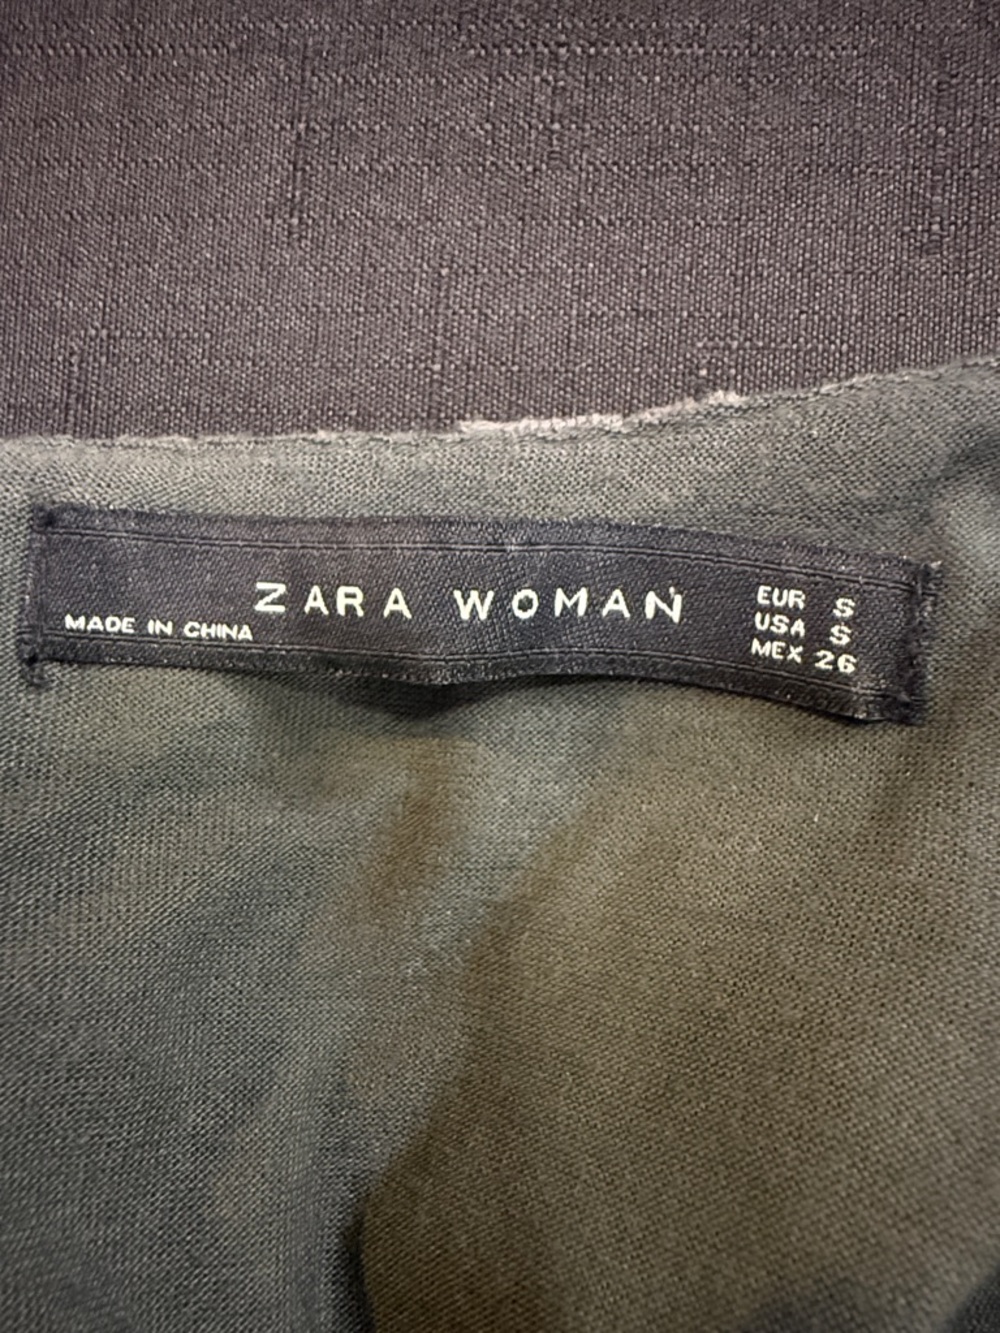 ZARA WOMAN
MADE IN CHINA
EUR S
USA S
MEX 26